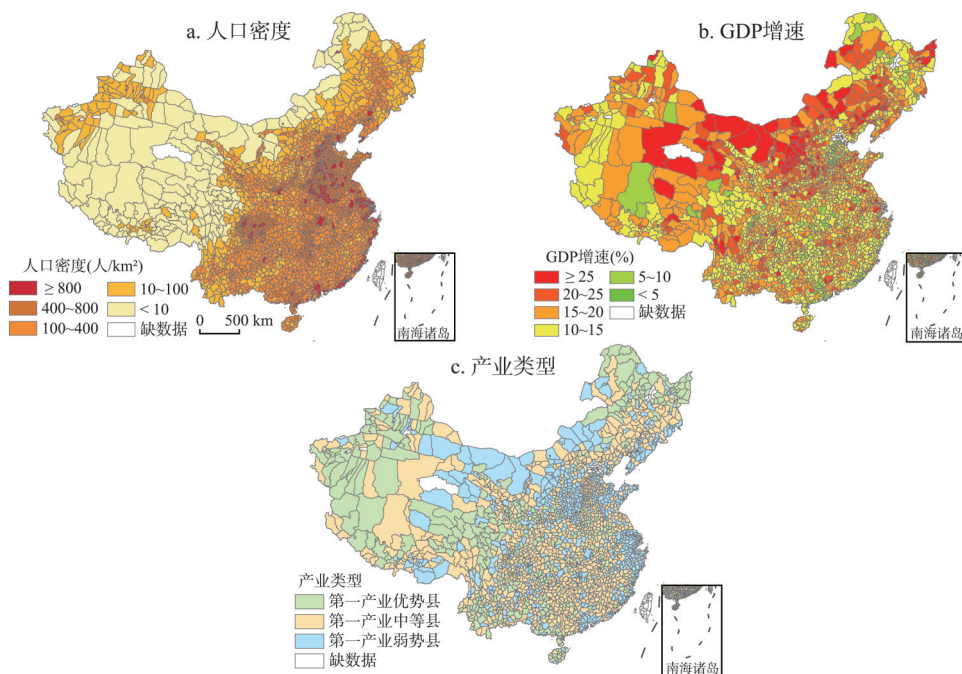 a. 人口密度
人口密度(人/km²)
≥800
400~800
100~400
10~100
<10
缺数据
0 500 km
南海诸岛
b. GDP增速
GDP增速(%)
≥25
20~25
15~20
10~15
5~10
<5
缺数据
南海诸岛
c. 产业类型
产业类型
第一产业优势县
第一产业中等县
第一产业弱势县
缺数据
南海诸岛